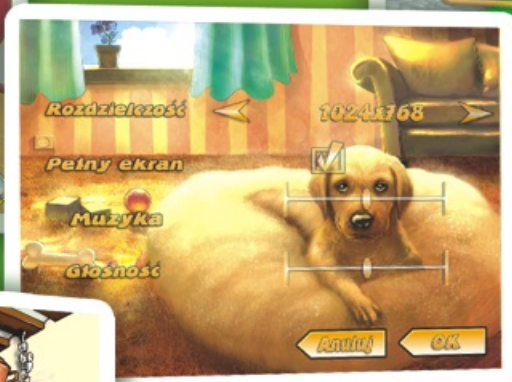 Rozdzielczość 1024x768
Pełny ekran
Muzyka
Głośność
Anuluj OK